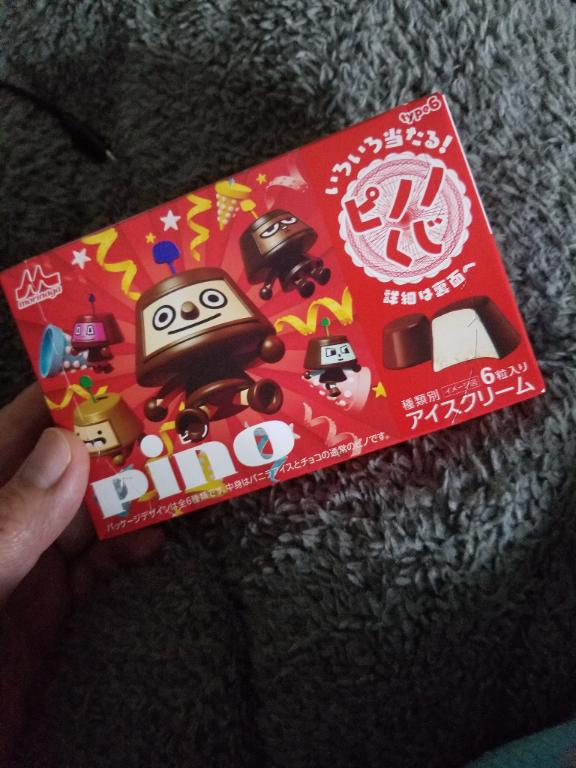 type6
いろいろ当たる!
ピノノ
くじ
詳細は裏面へ
morinaga
種類別 イメージ図 6粒入り
アイスクリーム
pino
パッケージデザインは全6種類です。中身はバニラアイスとチョコの通常のピノです。